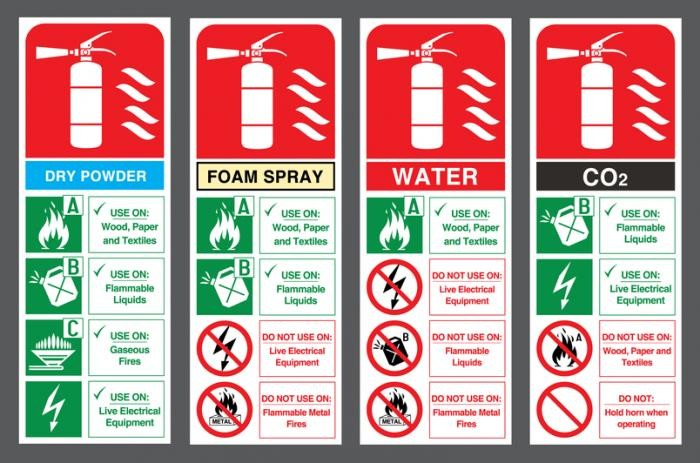 DRY POWDER
A
USE ON:
Wood, Paper
and Textiles
B
USE ON:
Flammable
Liquids
C
USE ON:
Gaseous
Fires
USE ON:
Live Electrical
Equipment
FOAM SPRAY
A
USE ON:
Wood, Paper
and Textiles
B
USE ON:
Flammable
Liquids
DO NOT USE ON:
Live Electrical
Equipment
METAL
DO NOT USE ON:
Flammable Metal
Fires
WATER
A
USE ON:
Wood, Paper
and Textiles
DO NOT USE ON:
Live Electrical
Equipment
B
DO NOT USE ON:
Flammable
Liquids
METAL
DO NOT USE ON:
Flammable Metal
Fires
CO2
B
USE ON:
Flammable
Liquids
USE ON:
Live Electrical
Equipment
A
DO NOT USE ON:
Wood, Paper and
Textiles
DO NOT:
Hold horn when
operating